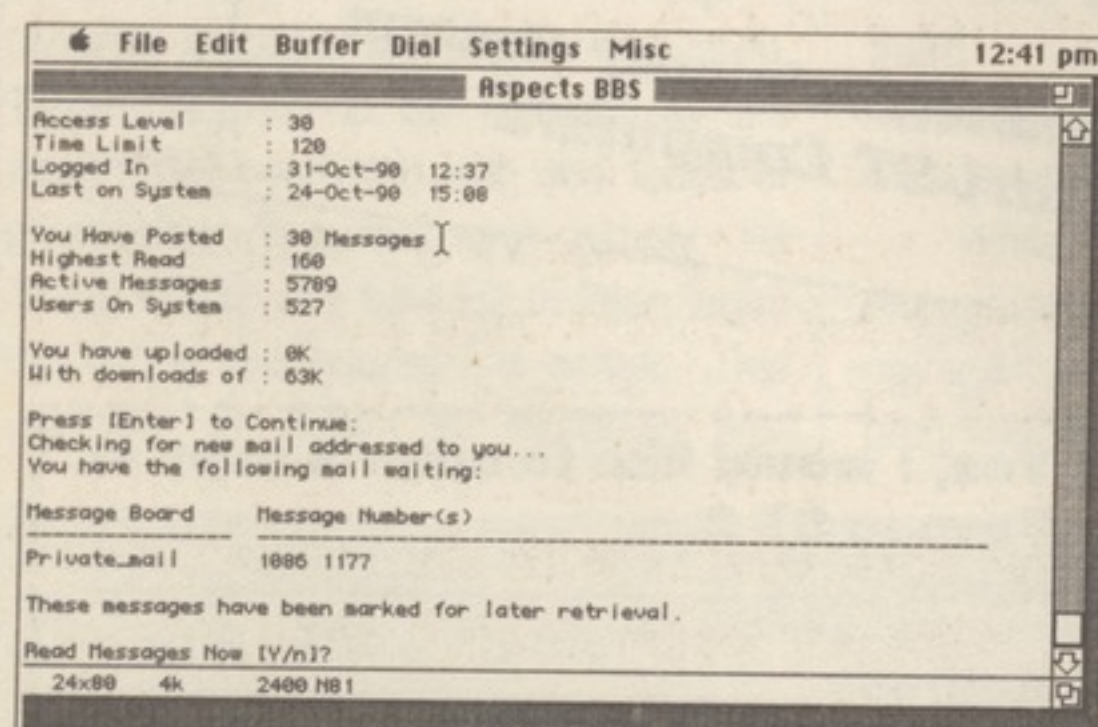 File Edit Buffer Dial Settings Misc 12:41 pm
Aspects BBS
Access Level : 30
Time Limit : 120
Logged In : 31-Oct-90 12:37
Last on System : 24-Oct-90 15:08
You Have Posted : 30 Messages
Highest Read : 160
Active Messages : 5789
Users On System : 527
You have uploaded : 0K
With downloads of : 63K
Press [Enter] to Continue:
Checking for new mail addressed to you...
You have the following mail waiting:
Message Board Message Number(s)
---------------- --------------------------------------------------------
Private_mail 1086 1177
These messages have been marked for later retrieval.
Read Messages Now [Y/n]?
24x80 4k 2400 N81